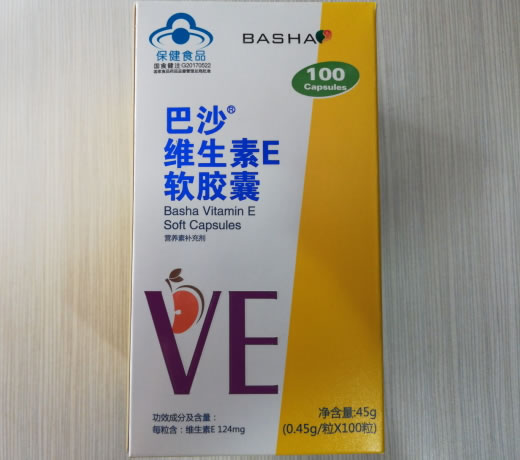 保健食品
国食健注G20170522
BASHA
100
Capsules
巴沙®
维生素E
软胶囊
Basha Vitamin E
Soft Capsules
营养素补充剂
VE
功效成分及含量:
每粒含: 维生素E 124mg
净含量:45g
(0.45g/粒X100粒)